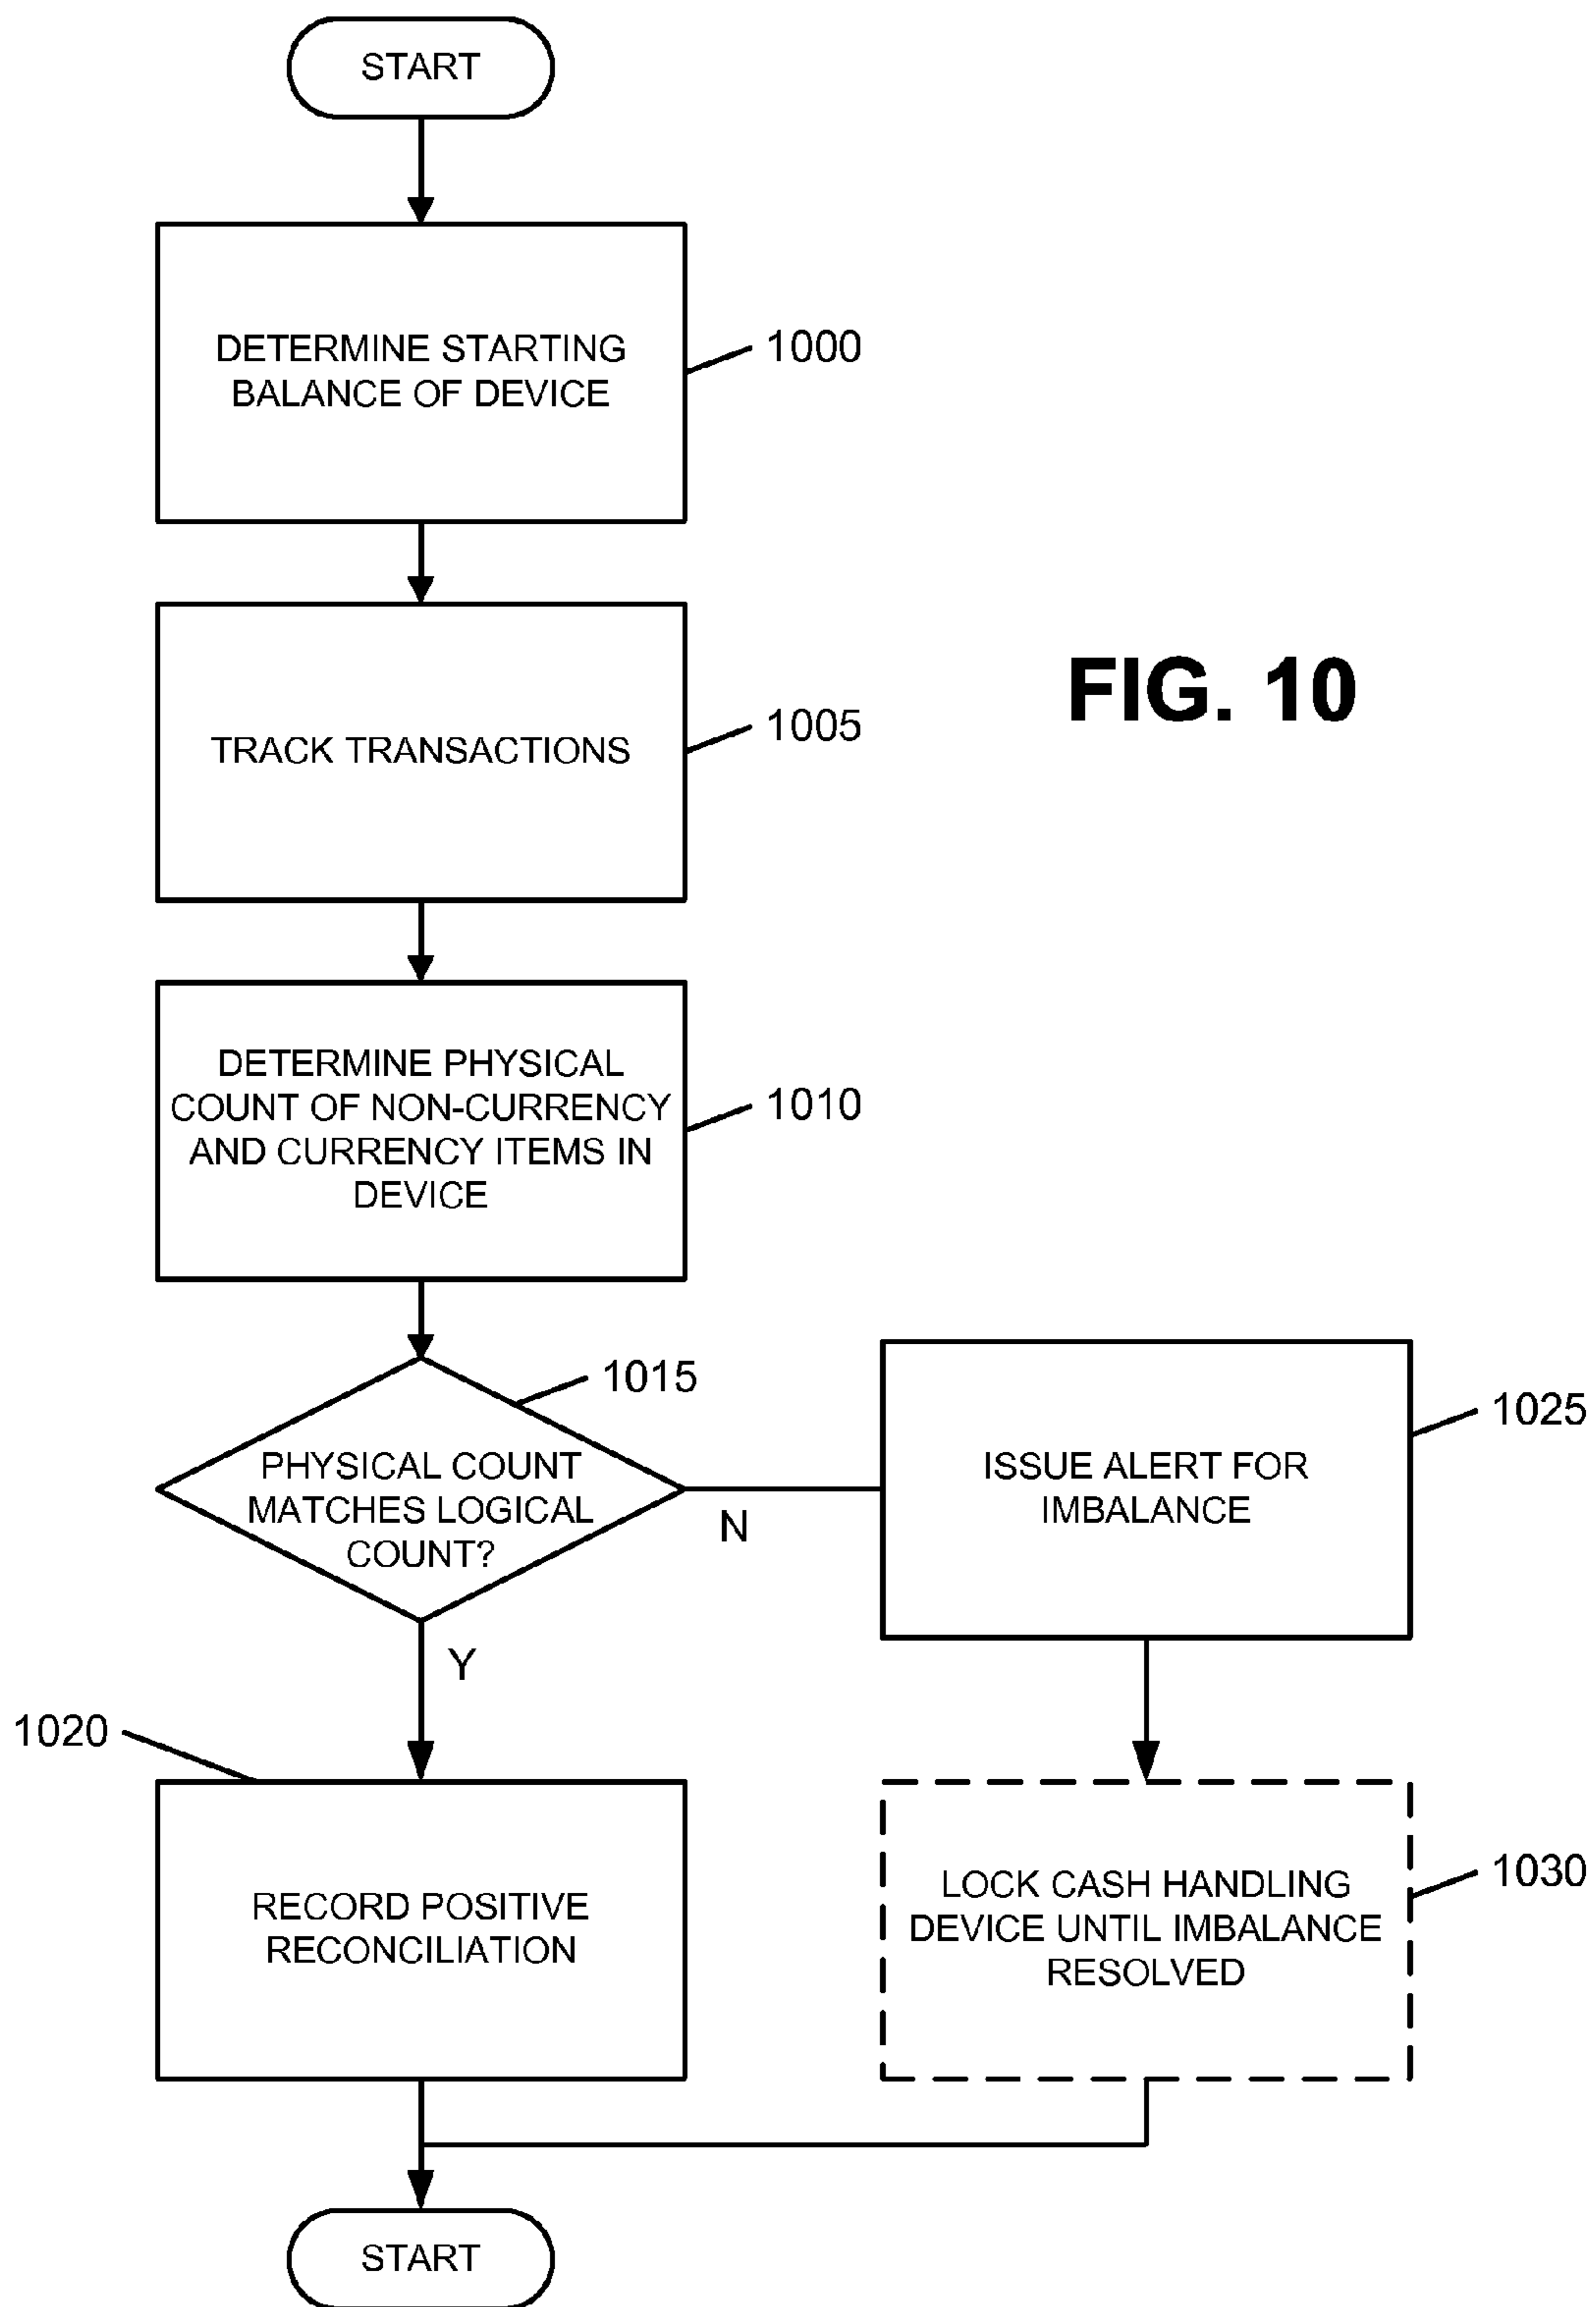 START
DETERMINE STARTING
BALANCE OF DEVICE
1000
TRACK TRANSACTIONS
1005
FIG. 10
DETERMINE PHYSICAL
COUNT OF NON-CURRENCY
AND CURRENCY ITEMS IN
DEVICE
1010
1015
PHYSICAL COUNT
MATCHES LOGICAL
COUNT?
N
Y
ISSUE ALERT FOR
IMBALANCE
1025
1020
RECORD POSITIVE
RECONCILIATION
LOCK CASH HANDLING
DEVICE UNTIL IMBALANCE
RESOLVED
1030
START